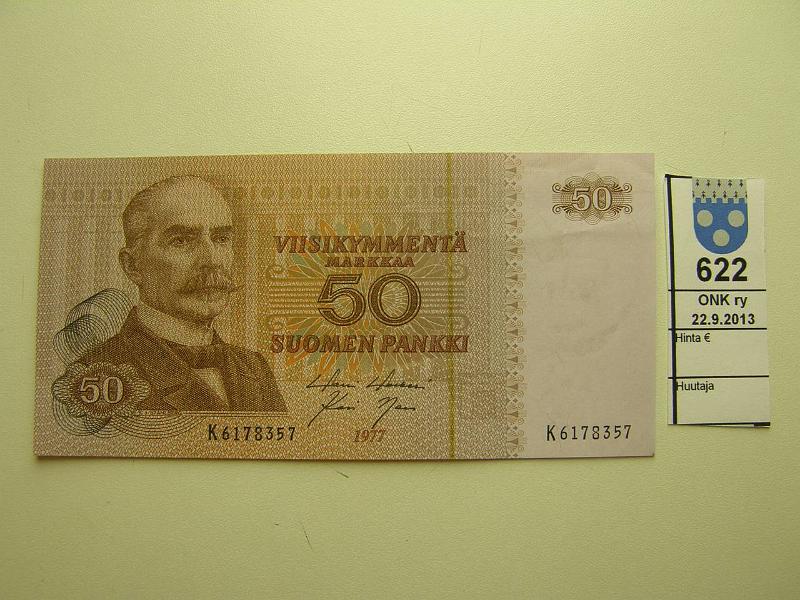 50
VIISIKYMMENTÄ
MARKKAA
50
SUOMEN PANKKI
50
K6178357
1977
K6178357
622
ONK ry
22.9.2013
Hinta €
Huutaja